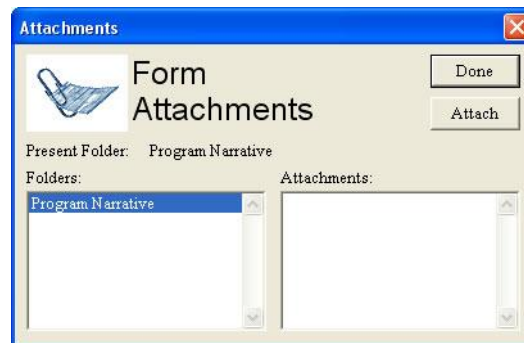 Attachments
Form
Attachments
Done
Attach
Present Folder: Program Narrative
Folders:
Attachments:
Program Narrative